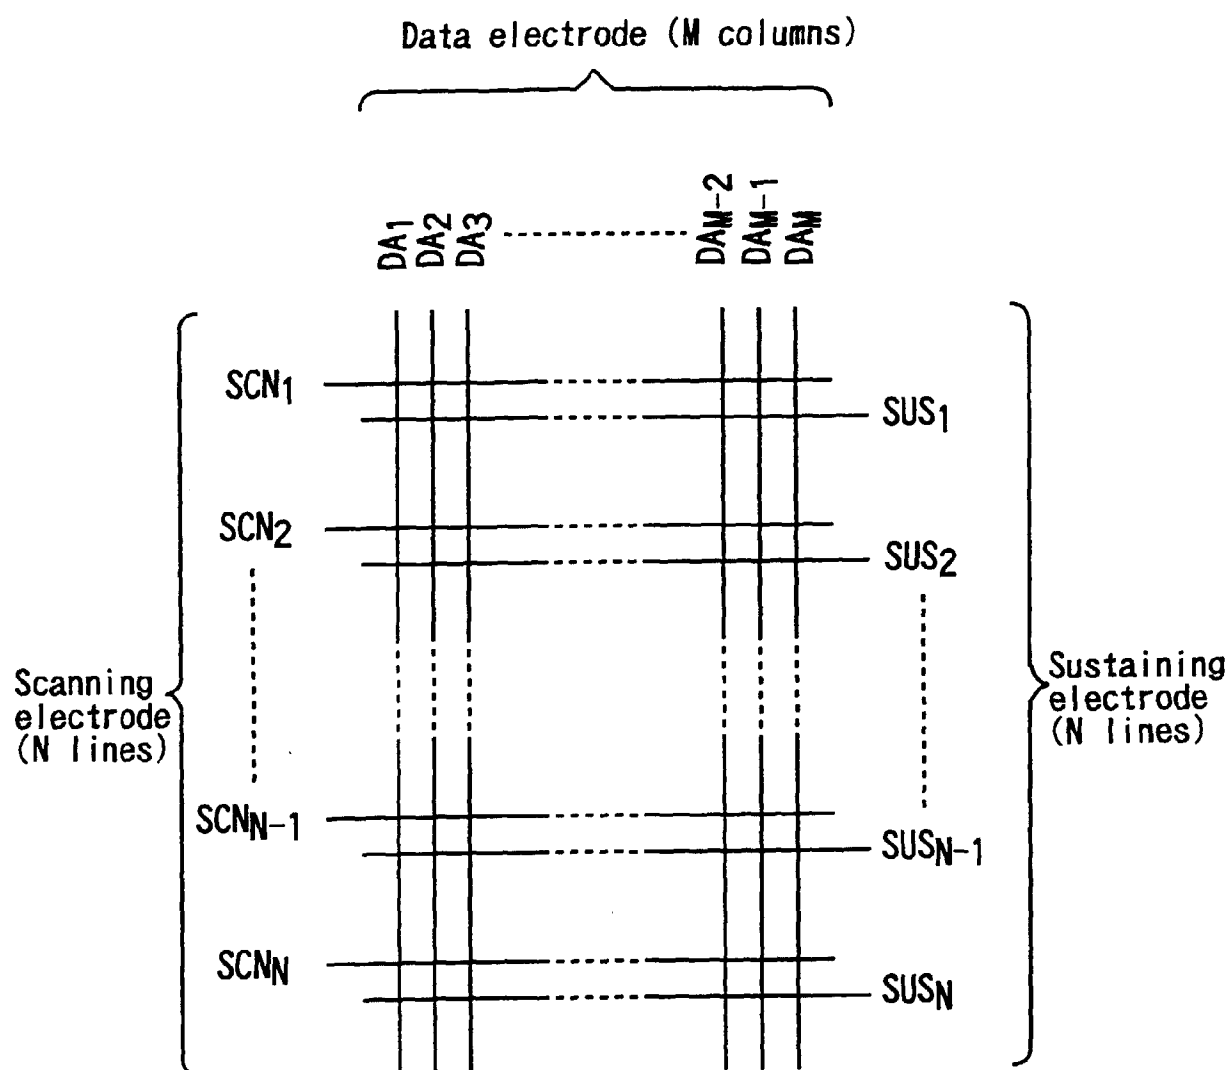 Data electrode (M columns)
DA1
DA2
DA3
DAM-2
DAM-1
DAM
SCN1
SUS1
SCN2
SUS2
Scanning
electrode
(N lines)
Sustaining
electrode
(N lines)
SCNN-1
SUSN-1
SCNN
SUSN